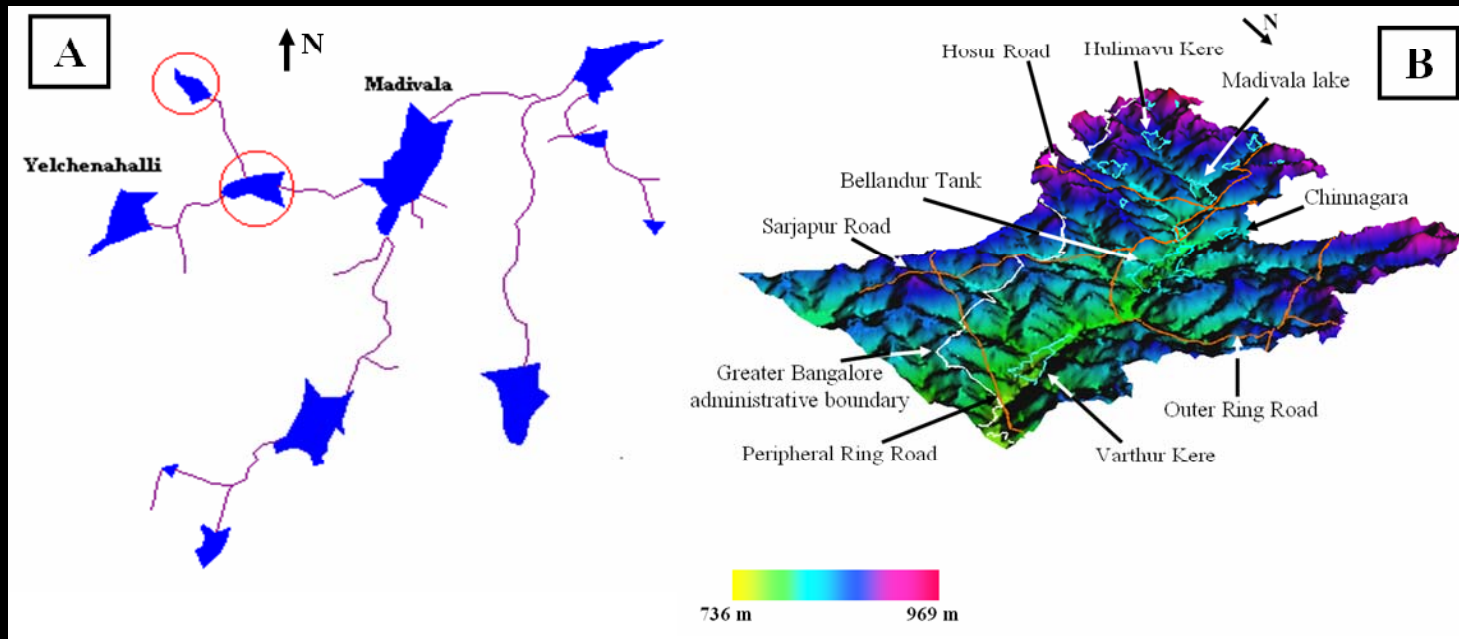 A
N
Madivala
Yelchenahalli
N
B
Hosur Road
Hulimavu Kere
Madivala lake
Bellandur Tank
Chinnagara
Sarjapur Road
Greater Bangalore
administrative boundary
Outer Ring Road
Peripheral Ring Road
Varthur Kere
736 m
969 m